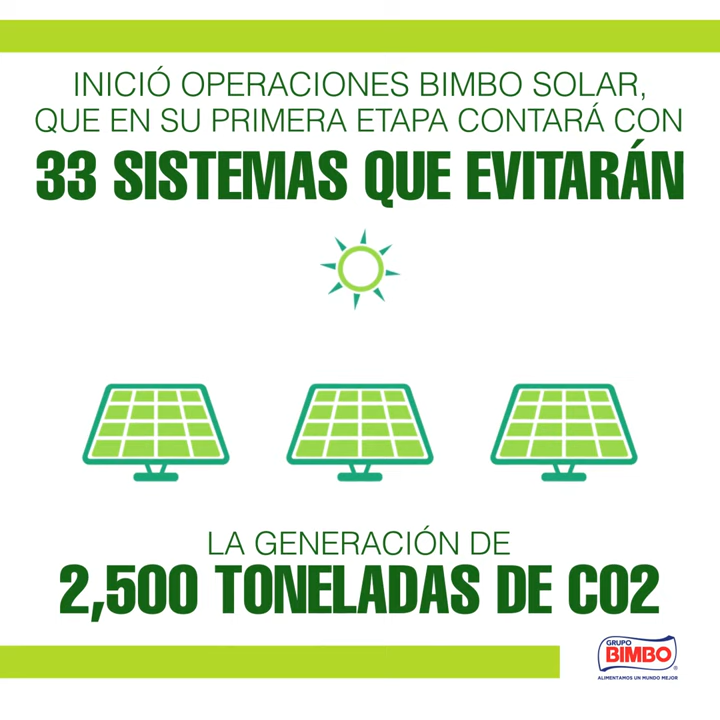 INICIÓ OPERACIONES BIMBO SOLAR,
QUE EN SU PRIMERA ETAPA CONTARÁ CON
33 SISTEMAS QUE EVITARÁN
LA GENERACIÓN DE
2,500 TONELADAS DE CO2
GRUPO
BIMBO
®
ALIMENTAMOS UN MUNDO MEJOR